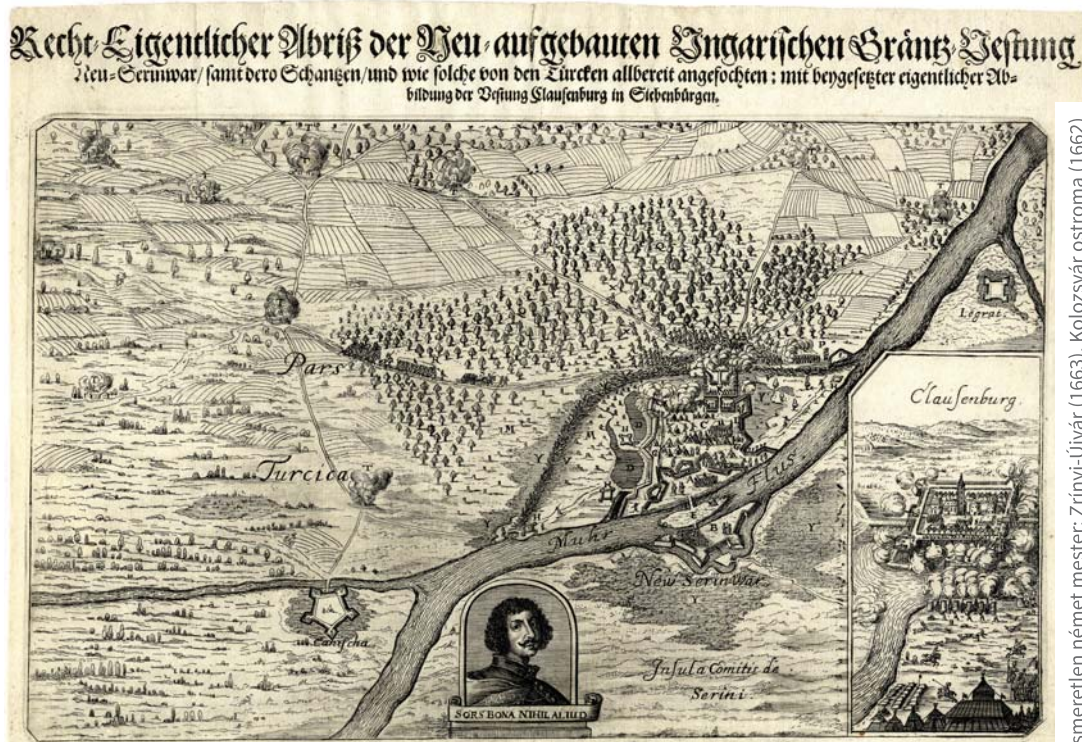 Recht-Eigentlicher Abriß der Neu-aufgebauten Ungarischen Gräntz-Vestung
Neu-Serinwar/ samt dero Schantzen/ und wie solche von den Türcken allbereit angefochten: mit beygesetzter eigentlicher Ab-
bildung der Vestung Clausenburg in Siebenbürgen.
Legrat.
Pars
Clausenburg.
Turcica
Flus
Muhr
New Serinwar
Canischa
Insula Comitis de
Serini.
SORS BONA NIHIL ALIUD
Ismeretlen német mester: Zrínyi-Újvár (1663), Kolozsvár ostroma (1662)